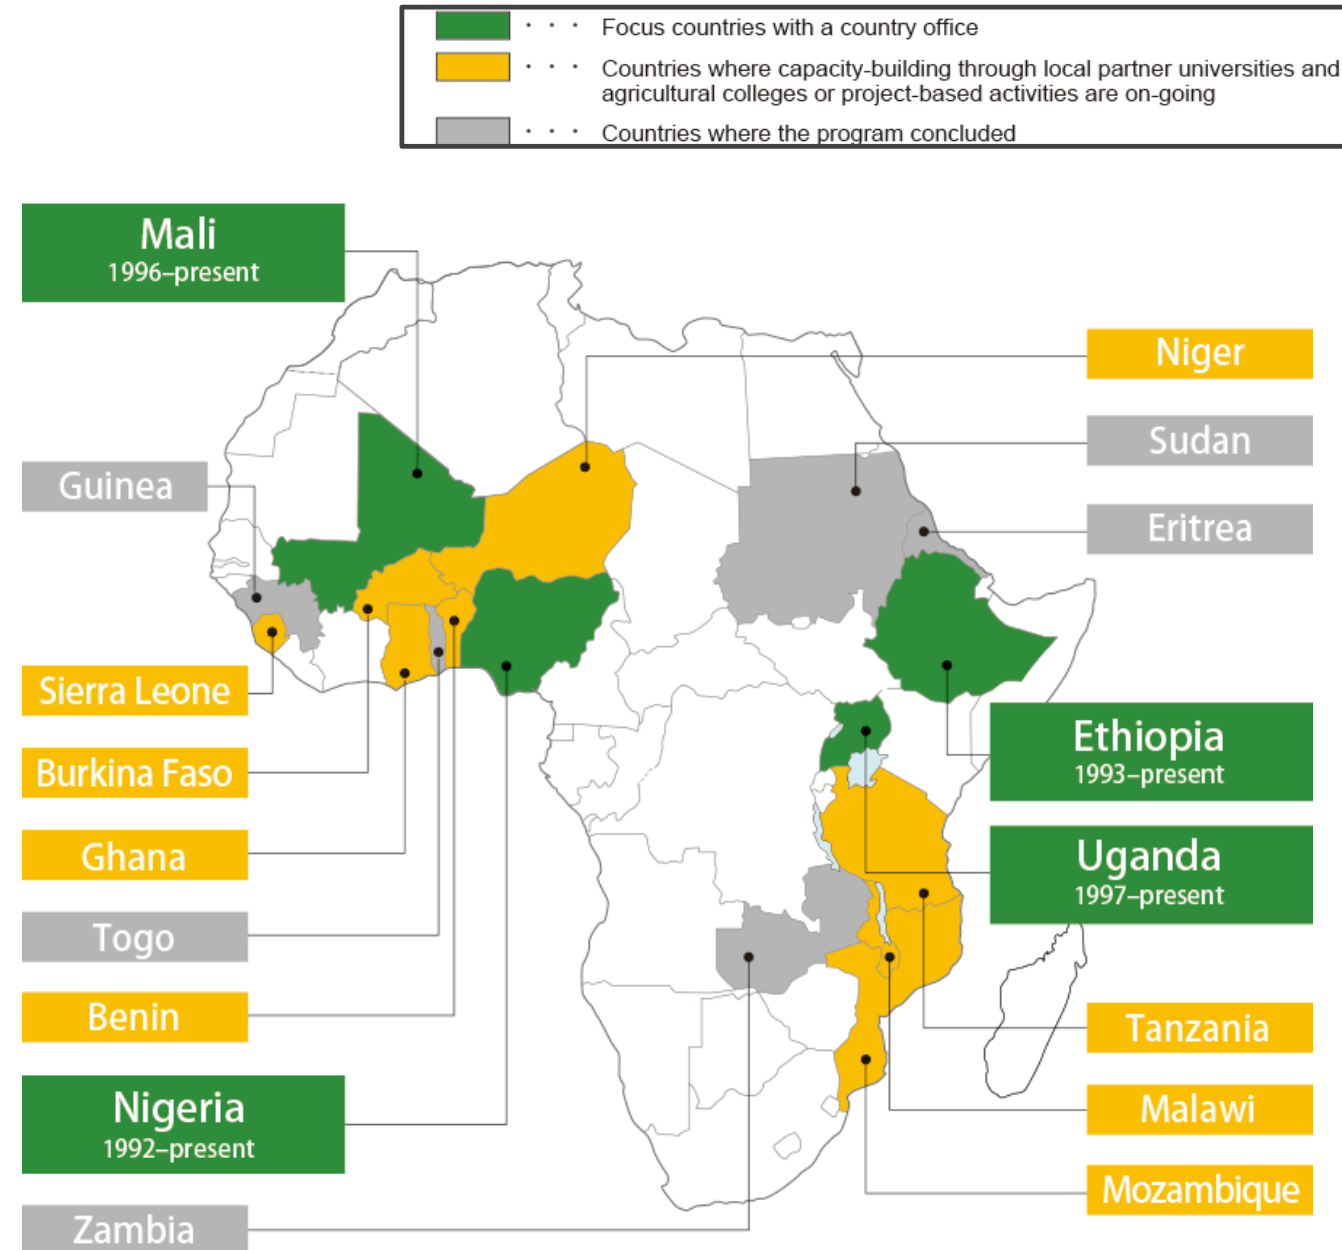 Focus countries with a country office
Countries where capacity-building through local partner universities and
agricultural colleges or project-based activities are on-going
Countries where the program concluded
Mali
1996–present
Niger
Sudan
Guinea
Eritrea
Sierra Leone
Ethiopia
1993–present
Burkina Faso
Uganda
1997–present
Ghana
Togo
Benin
Tanzania
Nigeria
1992–present
Malawi
Mozambique
Zambia